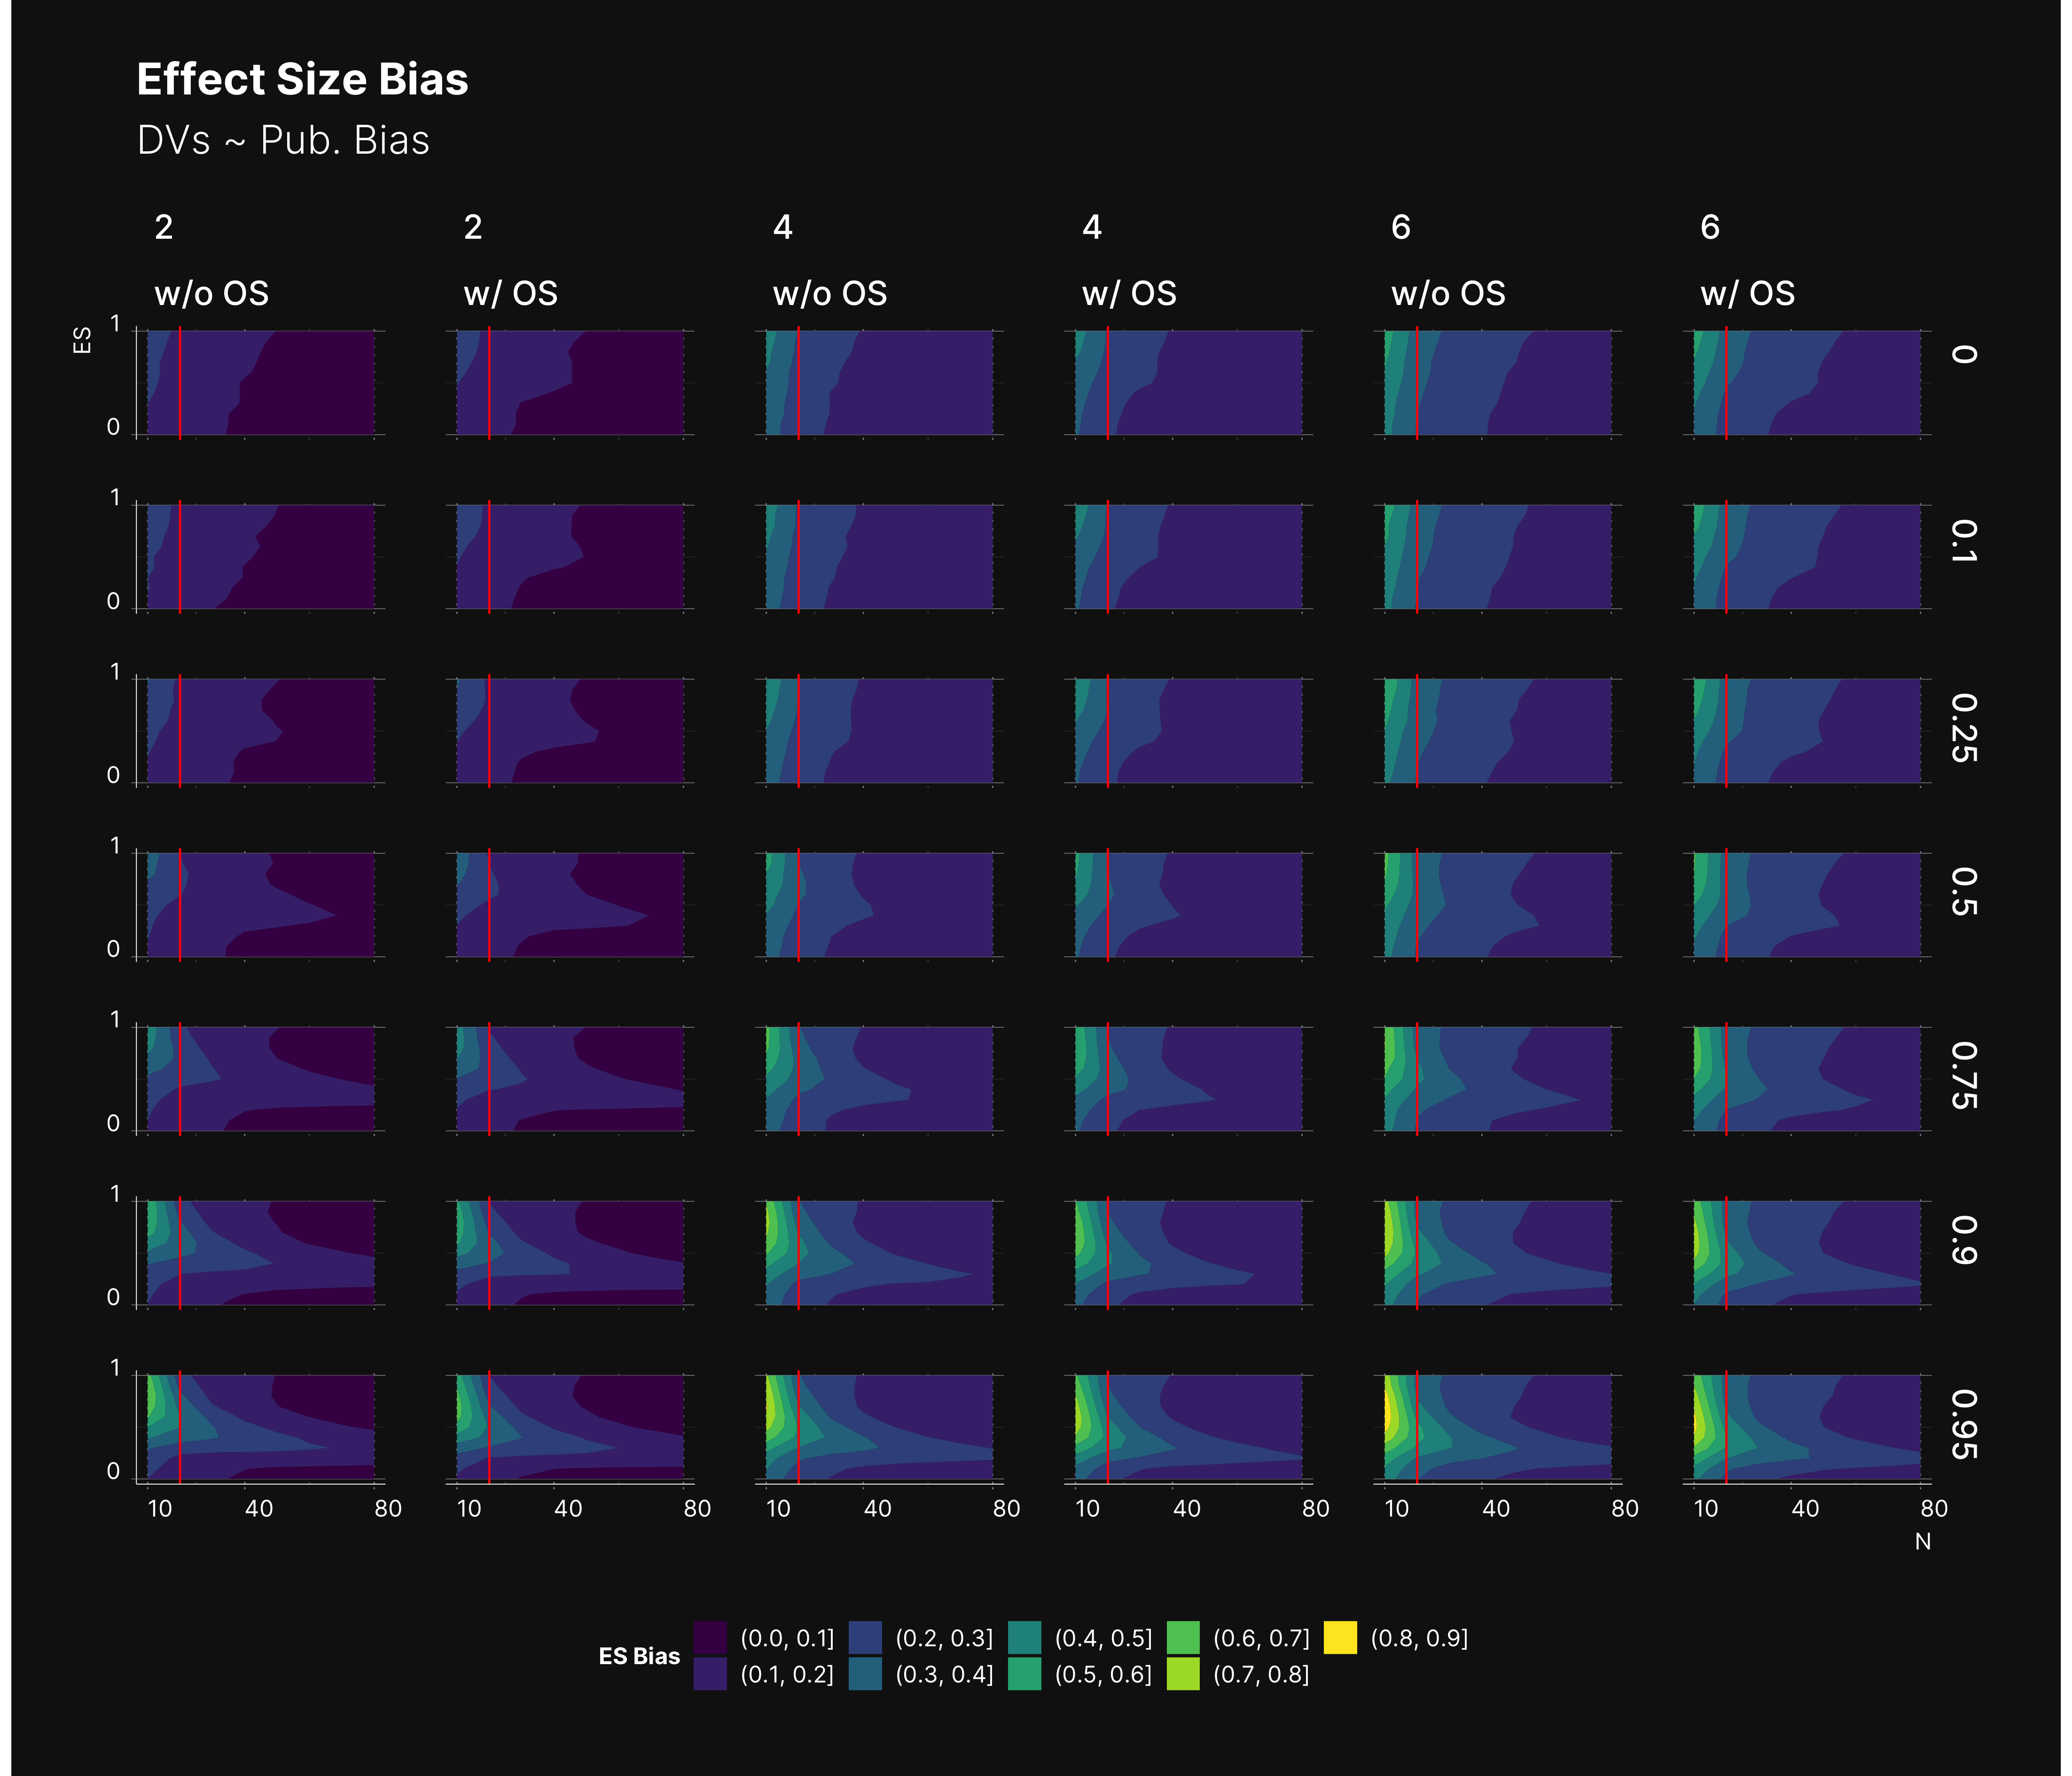 Effect Size Bias
DVs ~ Pub. Bias
2 2 4 4 6 6
w/o OS w/ OS w/o OS w/ OS w/o OS w/ OS
ES
1
0
0
1
0
0.1
1
0
0.25
1
0
0.5
1
0
0.75
1
0
0.9
1
0
0.995
10 40 80 10 40 80 10 40 80 10 40 80 10 40 80 10 40 80
N
ES Bias
(0.0, 0.1] (0.2, 0.3] (0.4, 0.5] (0.6, 0.7] (0.8, 0.9]
(0.1, 0.2] (0.3, 0.4] (0.5, 0.6] (0.7, 0.8]